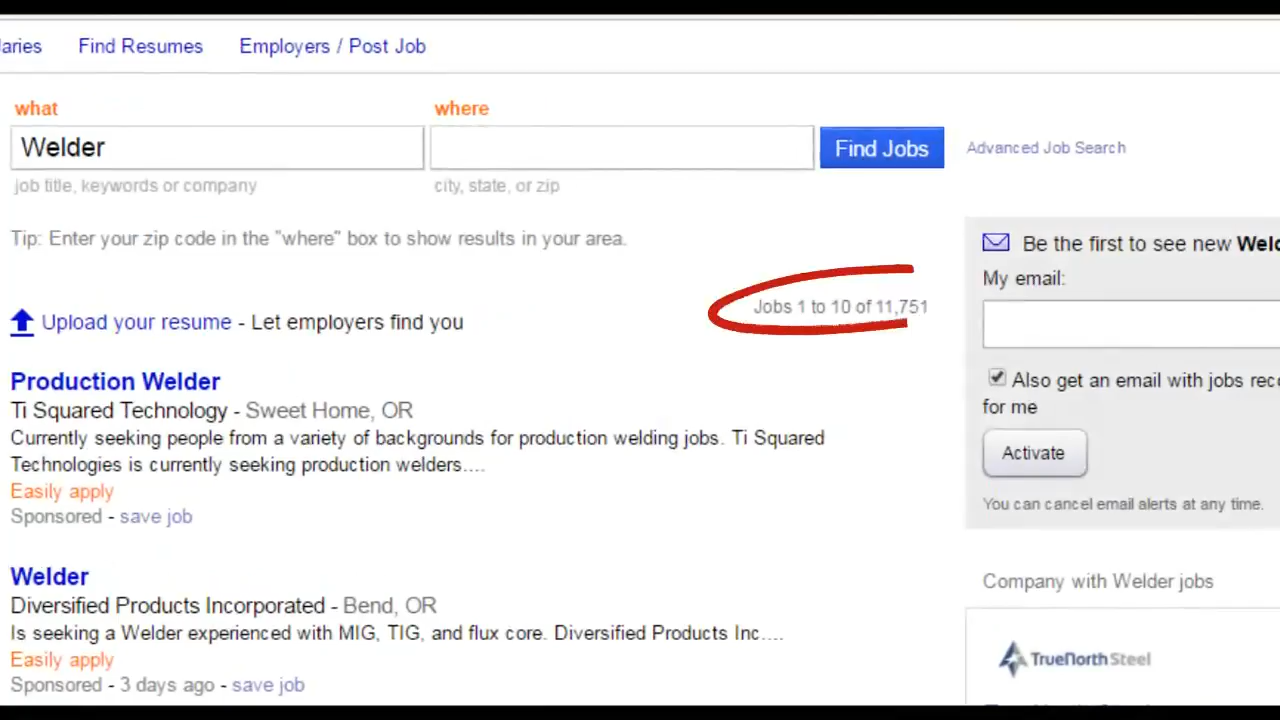 Find Resumes Employers / Post Job
what where
Welder Find Jobs Advanced Job Search
job title, keywords or company city, state, or zip
Tip: Enter your zip code in the "where" box to show results in your area.
Be the first to see new
My email:
Jobs 1 to 10 of 11,751
Upload your resume - Let employers find you
Production Welder
Ti Squared Technology - Sweet Home, OR
Currently seeking people from a variety of backgrounds for production welding jobs. Ti Squared
Technologies is currently seeking production welders....
Easily apply
Sponsored - save job
Also get an email with jobs
for me
Activate
You can cancel email alerts at any time.
Welder
Diversified Products Incorporated - Bend, OR
Is seeking a Welder experienced with MIG, TIG, and flux core. Diversified Products Inc....
Easily apply
Sponsored - 3 days ago - save job
Company with Welder jobs
TrueNorth Steel